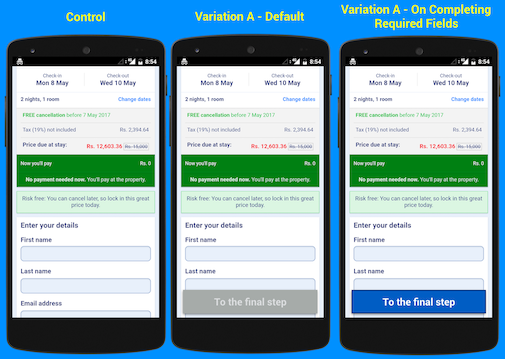 Control
8:54
Check-in
Mon 8 May
Check-out
Wed 10 May
2 nights, 1 room
Change dates
FREE cancellation before 7 May 2017
Tax (19%) not included
Rs. 2,394.64
Price due at stay:
Rs. 12,603.36 Rs. 15,000
Now you'll pay
Rs. 0
No payment needed now. You'll pay at the property.
Risk free: You can cancel later, so lock in this great
price today.
Enter your details
First name
Last name
Email address
Variation A - Default
8:54
Check-in
Mon 8 May
Check-out
Wed 10 May
2 nights, 1 room
Change dates
FREE cancellation before 7 May 2017
Tax (19%) not included
Rs. 2,394.64
Price due at stay:
Rs. 12,603.36 Rs. 15,000
Now you'll pay
Rs. 0
No payment needed now. You'll pay at the property.
Risk free: You can cancel later, so lock in this great
price today.
Enter your details
First name
Last name
To the final step
Variation A - On Completing
Required Fields
8:54
Check-in
Mon 8 May
Check-out
Wed 10 May
2 nights, 1 room
Change dates
FREE cancellation before 7 May 2017
Tax (19%) not included
Rs. 2,394.64
Price due at stay:
Rs. 12,603.36 Rs. 15,000
Now you'll pay
Rs. 0
No payment needed now. You'll pay at the property.
Risk free: You can cancel later, so lock in this great
price today.
Enter your details
First name
Last name
To the final step